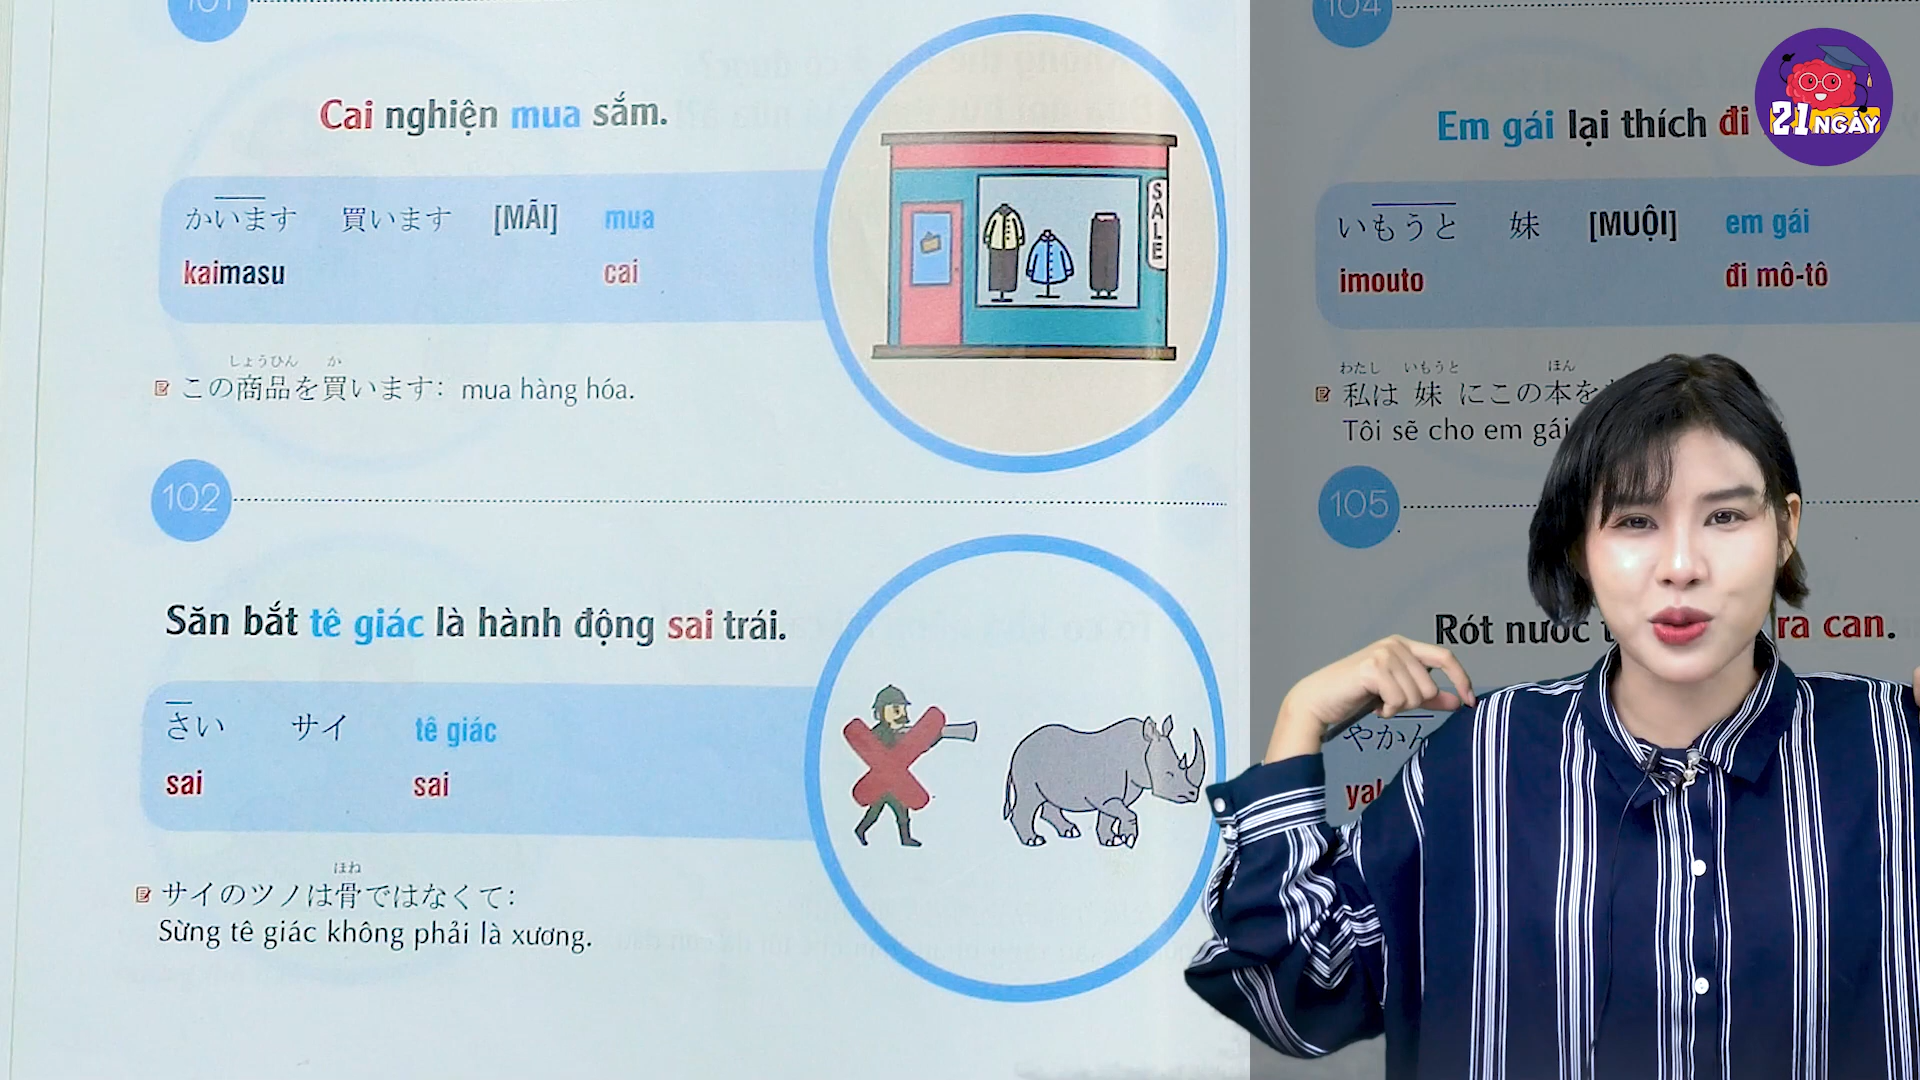 101
Cai nghiện mua sắm.
かいます 買います [MÃI] mua
kaimasu cai
しょうひん か
この商品を買います: mua hàng hóa.
SALE
102
Săn bắt tê giác là hành động sai trái.
さい サイ tê giác
sai sai
ほね
サイのツノは骨ではなくて:
Sừng tê giác không phải là xương.
104
Em gái lại thích đi
いもうと 妹 [MUỘI] em gái
imouto đi mô-tô
わたし いもうと ほん
私は 妹 にこの本を
Tôi sẽ cho em gái
105
Rót nước ra can.
やかん
21 NGÀY